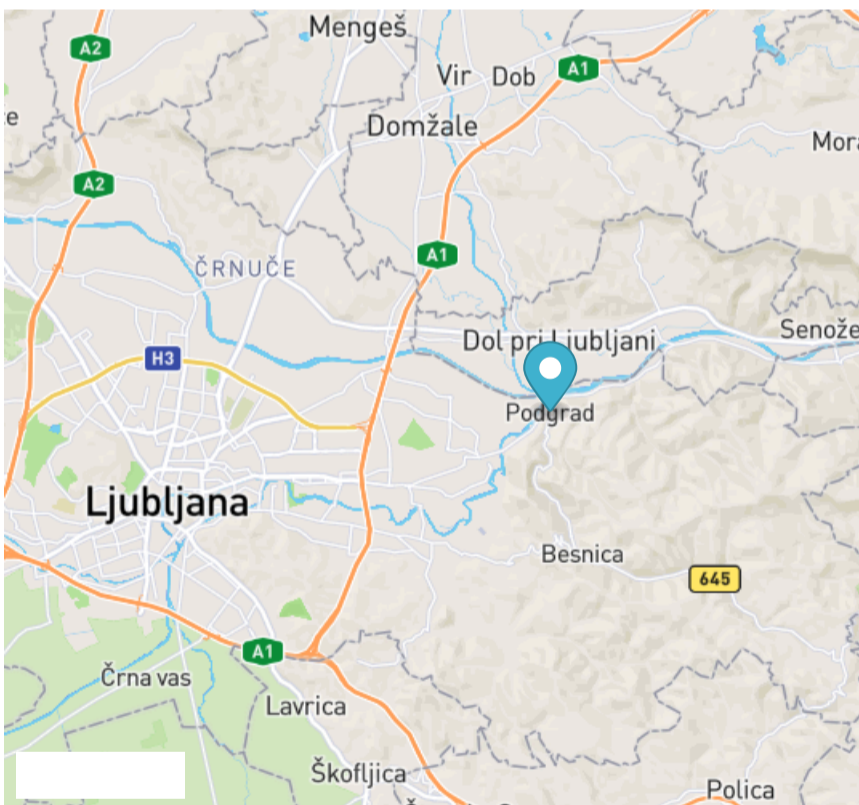 Mengeš
A2
Vir
Dob
A1
Domžale
A2
A1
ČRNUČE
Senože
Dol pri Ljubljani
H3
Podgrad
Ljubljana
Besnica
645
A1
Črna vas
Lavrica
Škofljica
Polica